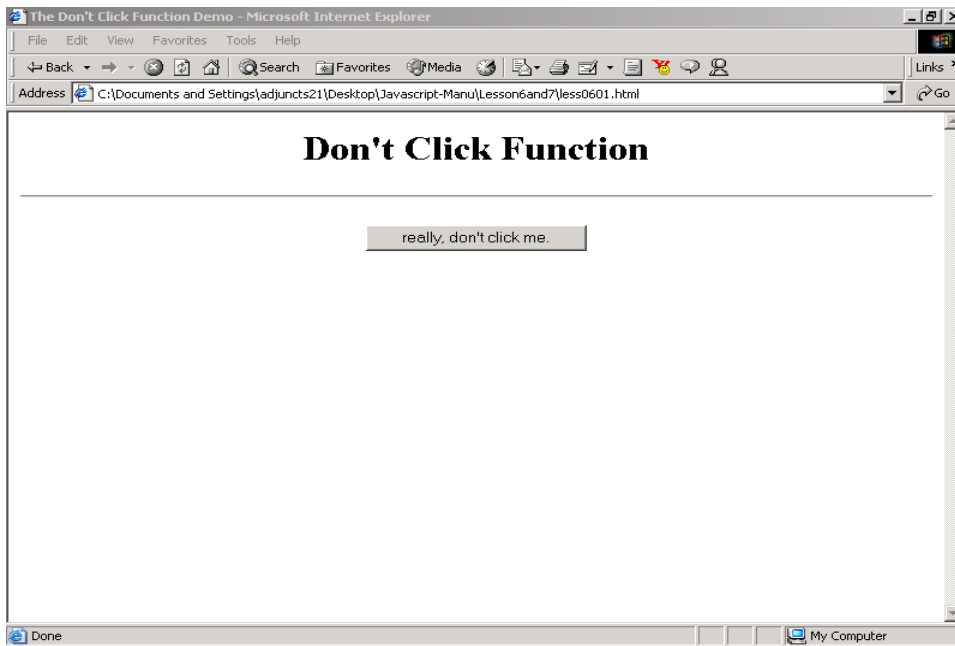 The Don't Click Function Demo - Microsoft Internet Explorer
File Edit View Favorites Tools Help
Back Search Favorites Media Links
Address C:\Documents and Settings\adjuncts21\Desktop\Javascript-Manu\Lesson6and7\less0601.html Go
Don't Click Function
really, don't click me.
Done My Computer